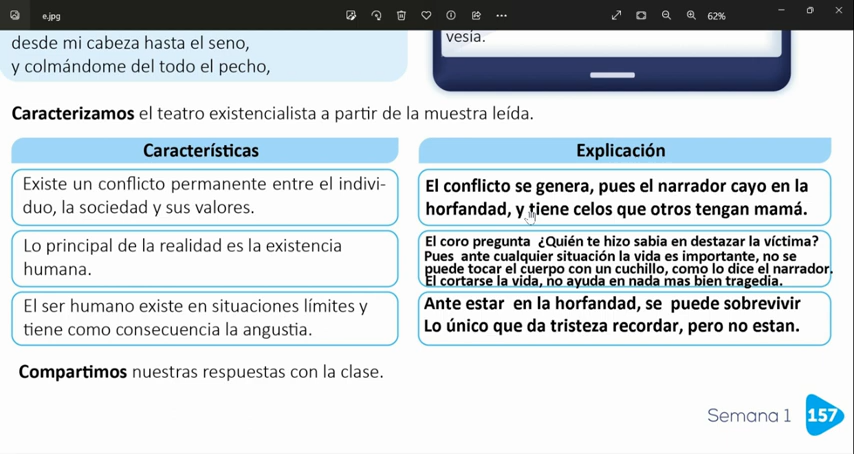 e.jpg
62%
desde mi cabeza hasta el seno,
y colmándome del todo el pecho,
vesía.
Caracterizamos el teatro existencialista a partir de la muestra leída.
Características
Explicación
Existe un conflicto permanente entre el indivi-
duo, la sociedad y sus valores.
El conflicto se genera, pues el narrador cayo en la
horfandad, y tiene celos que otros tengan mamá.
Lo principal de la realidad es la existencia
humana.
El coro pregunta ¿Quién te hizo sabia en destazar la víctima?
Pues ante cualquier situación la vida es importante, no se
puede tocar el cuerpo con un cuchillo, como lo dice el narrador.
El cortarse la vida, no ayuda en nada mas bien tragedia.
El ser humano existe en situaciones límites y
tiene como consecuencia la angustia.
Ante estar en la horfandad, se puede sobrevivir
Lo único que da tristeza recordar, pero no estan.
Compartimos nuestras respuestas con la clase.
Semana 1 157